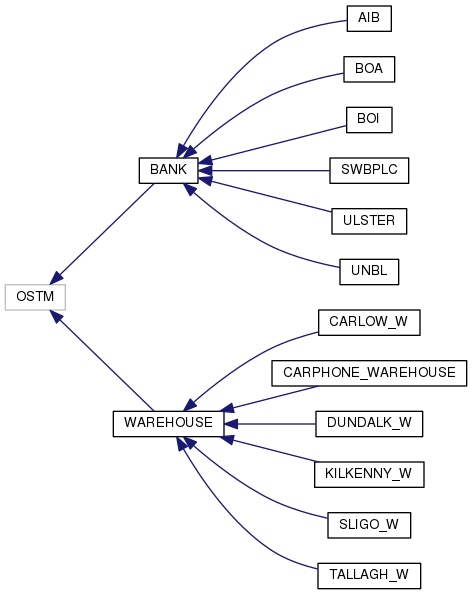 AIB
BOA
BOI
BANK
SWBPLC
ULSTER
UNBL
OSTM
CARLOW_W
CARPHONE_WAREHOUSE
WAREHOUSE
DUNDALK_W
KILKENNY_W
SLIGO_W
TALLAGH_W